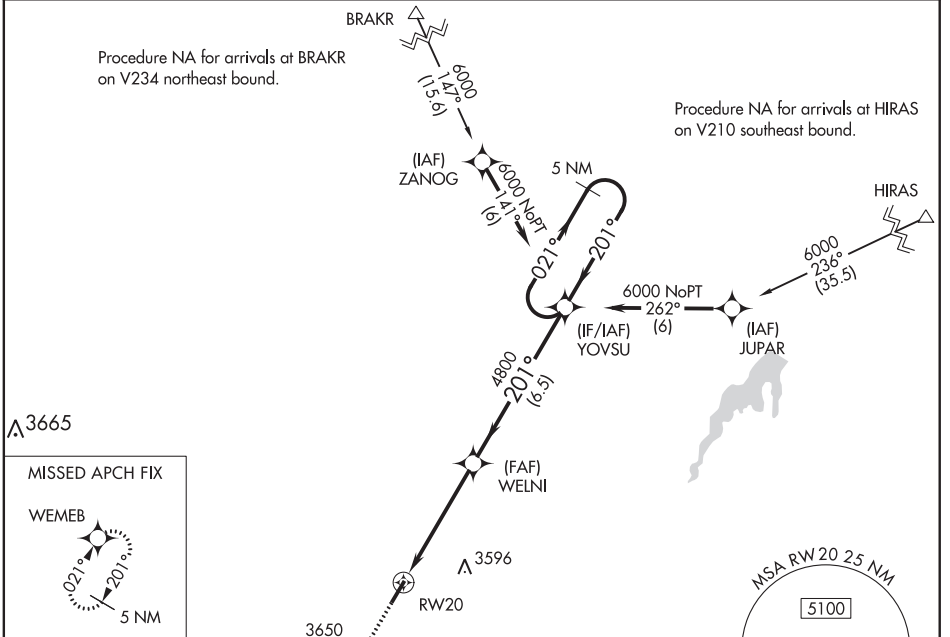 BRAKR
Procedure NA for arrivals at BRAKR
on V234 northeast bound.
6000
147°
(15.6)
Procedure NA for arrivals at HIRAS
on V210 southeast bound.
(IAF)
ZANOG
6000 NoPT
141°
(6)
5 NM
HIRAS
021°
201°
6000
236°
(35.5)
6000 NoPT
262°
(6)
(IF/IAF)
YOVSU
(IAF)
JUPAR
4800
201°
(6.5)
3665
MISSED APCH FIX
(FAF)
WELNI
WEMEB
021°
201°
5 NM
3596
RW20
3650
MSA RW20 25 NM
5100